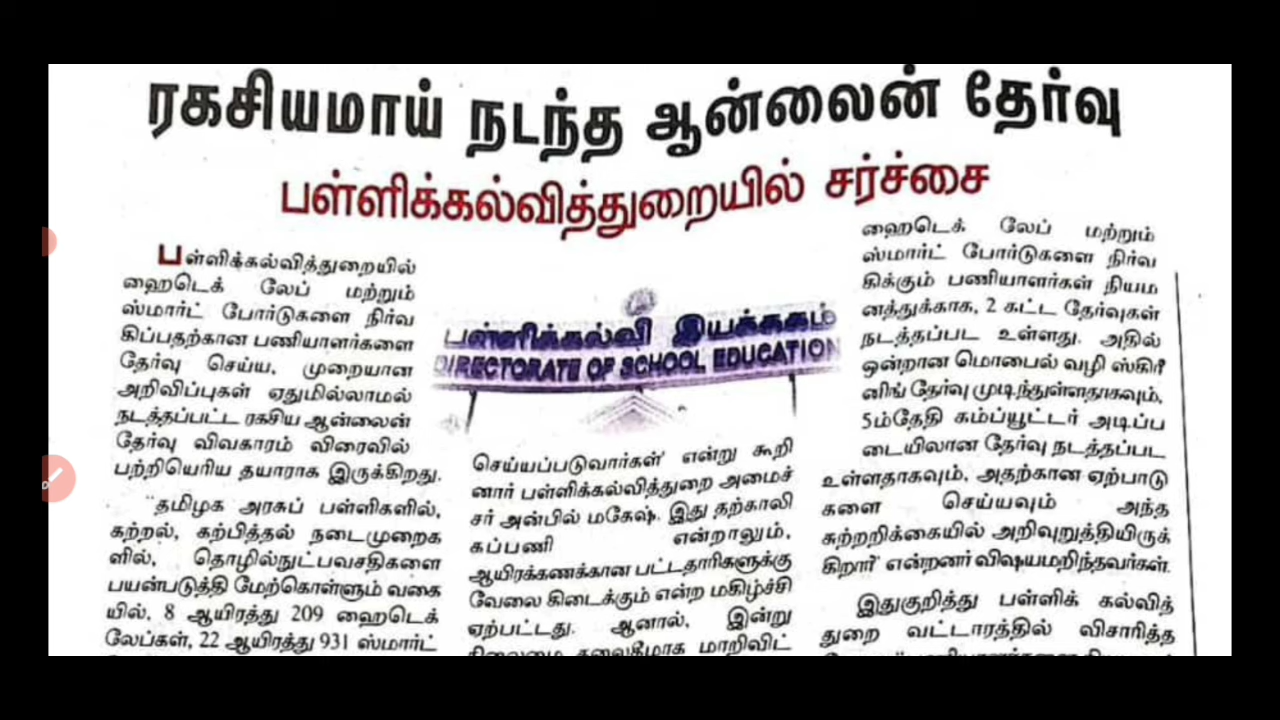 ரகசியமாய் நடந்த ஆன்லைன் தேர்வு
பள்ளிக்கல்வித்துறையில் சர்ச்சை
பள்ளிக்கல்வித்துறையில்
ஹைடெக் லேப் மற்றும்
ஸ்மார்ட் போர்டுகளை நிர்வ
கிப்பதற்கான பணியாளர்களை
தேர்வு செய்ய, முறையான
அறிவிப்புகள் ஏதுமில்லாமல்
நடத்தப்பட்ட ரகசிய ஆன்லைன்
தேர்வு விவகாரம் விரைவில்
பற்றியெரிய தயாராக இருக்கிறது.
"தமிழக அரசுப் பள்ளிகளில்,
கற்றல், கற்பித்தல் நடைமுறைக
ளில், தொழில்நுட்பவசதிகளை
பயன்படுத்தி மேற்கொள்ளும் வகை
யில், 8 ஆயிரத்து 209 ஹைடெக்
லேப்கள், 22 ஆயிரத்து 931 ஸ்மார்ட்
பள்ளிக்கல்வி இயக்ககம்
DIRECTORATE OF SCHOOL EDUCATION
செய்யப்படுவார்கள்' என்று கூறி
னார் பள்ளிக்கல்வித்துறை அமைச்
சர் அன்பில் மகேஷ். இது தற்காலி
கப்பணி என்றாலும்,
ஆயிரக்கணக்கான பட்டதாரிகளுக்கு
வேலை கிடைக்கும் என்ற மகிழ்ச்சி
ஏற்பட்டது. ஆனால், இன்று
நிலைமை தலைகீழாக மாறிவிட்
ஹைடெக் லேப் மற்றும்
ஸ்மார்ட் போர்டுகளை நிர்வ
கிக்கும் பணியாளர்கள் நியம
னத்துக்காக, 2 கட்ட தேர்வுகள்
நடத்தப்பட உள்ளது. அதில்
ஒன்றான மொபைல் வழி ஸ்கிரீ
னிங் தேர்வு முடிந்துள்ளதாகவும்,
5ம்தேதி கம்ப்யூட்டர் அடிப்ப
டையிலான தேர்வு நடத்தப்பட
உள்ளதாகவும், அதற்கான ஏற்பாடு
களை செய்யவும் அந்த
சுற்றறிக்கையில் அறிவுறுத்தியிருக்
கிறார்' என்றனர் விஷயமறிந்தவர்கள்.
இதுகுறித்து பள்ளிக் கல்வித்
துறை வட்டாரத்தில் விசாரித்த